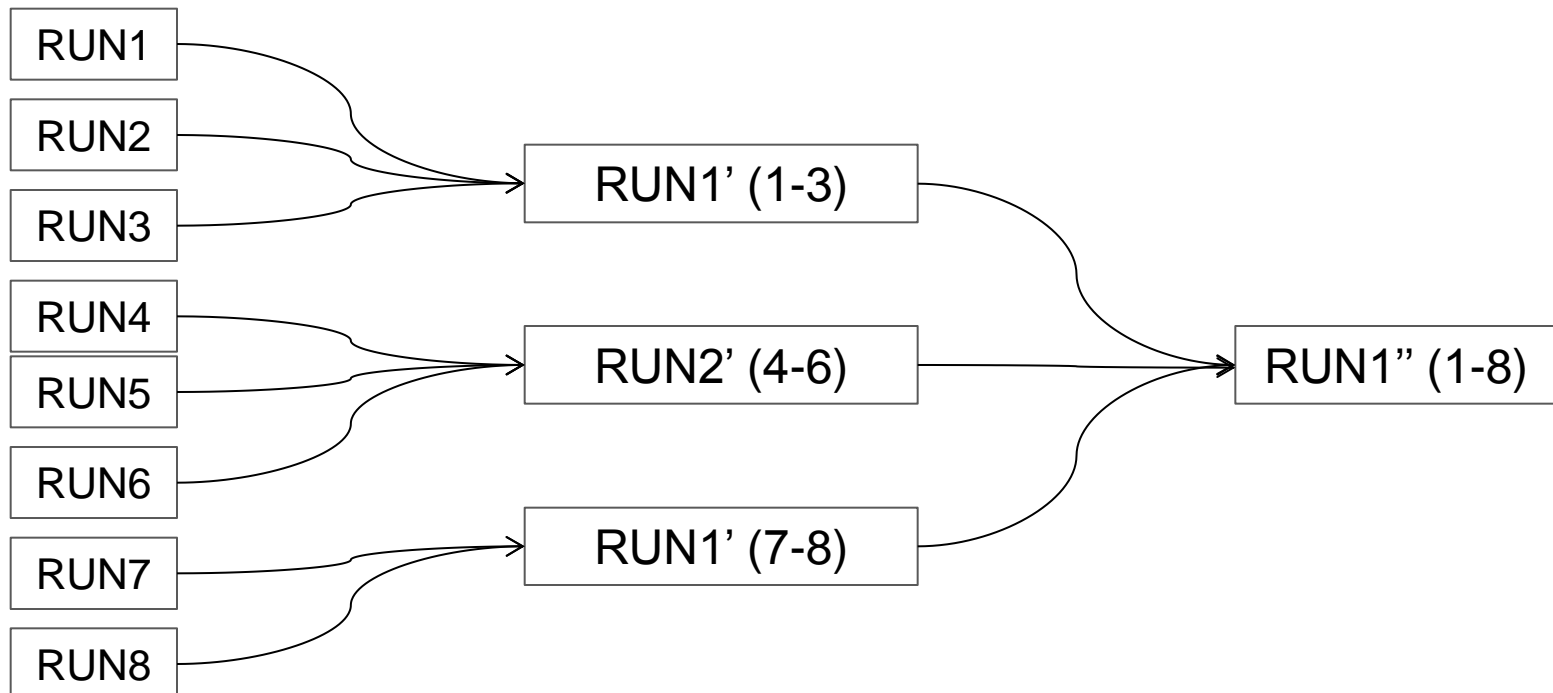 RUN1
RUN2
RUN3
RUN4
RUN5
RUN6
RUN7
RUN8
RUN1’ (1-3)
RUN2’ (4-6)
RUN1’ (7-8)
RUN1’’ (1-8)